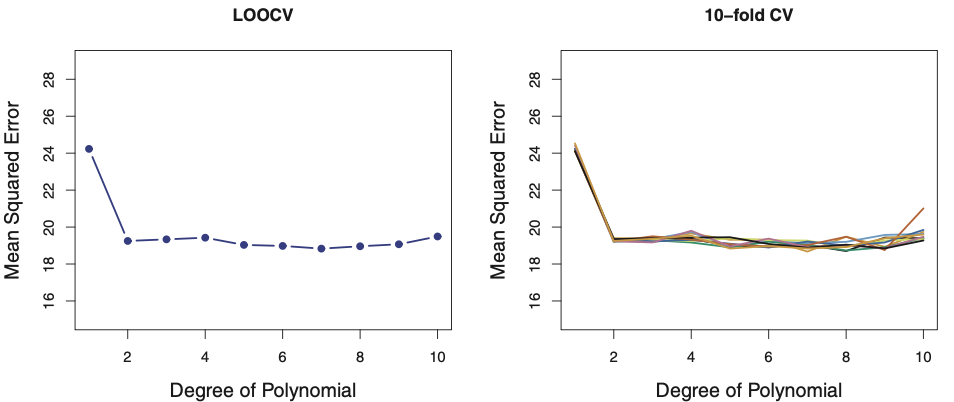 LOOCV
Mean Squared Error
28
26
24
22
20
18
16
2 4 6 8 10
Degree of Polynomial
10−fold CV
Mean Squared Error
28
26
24
22
20
18
16
2 4 6 8 10
Degree of Polynomial